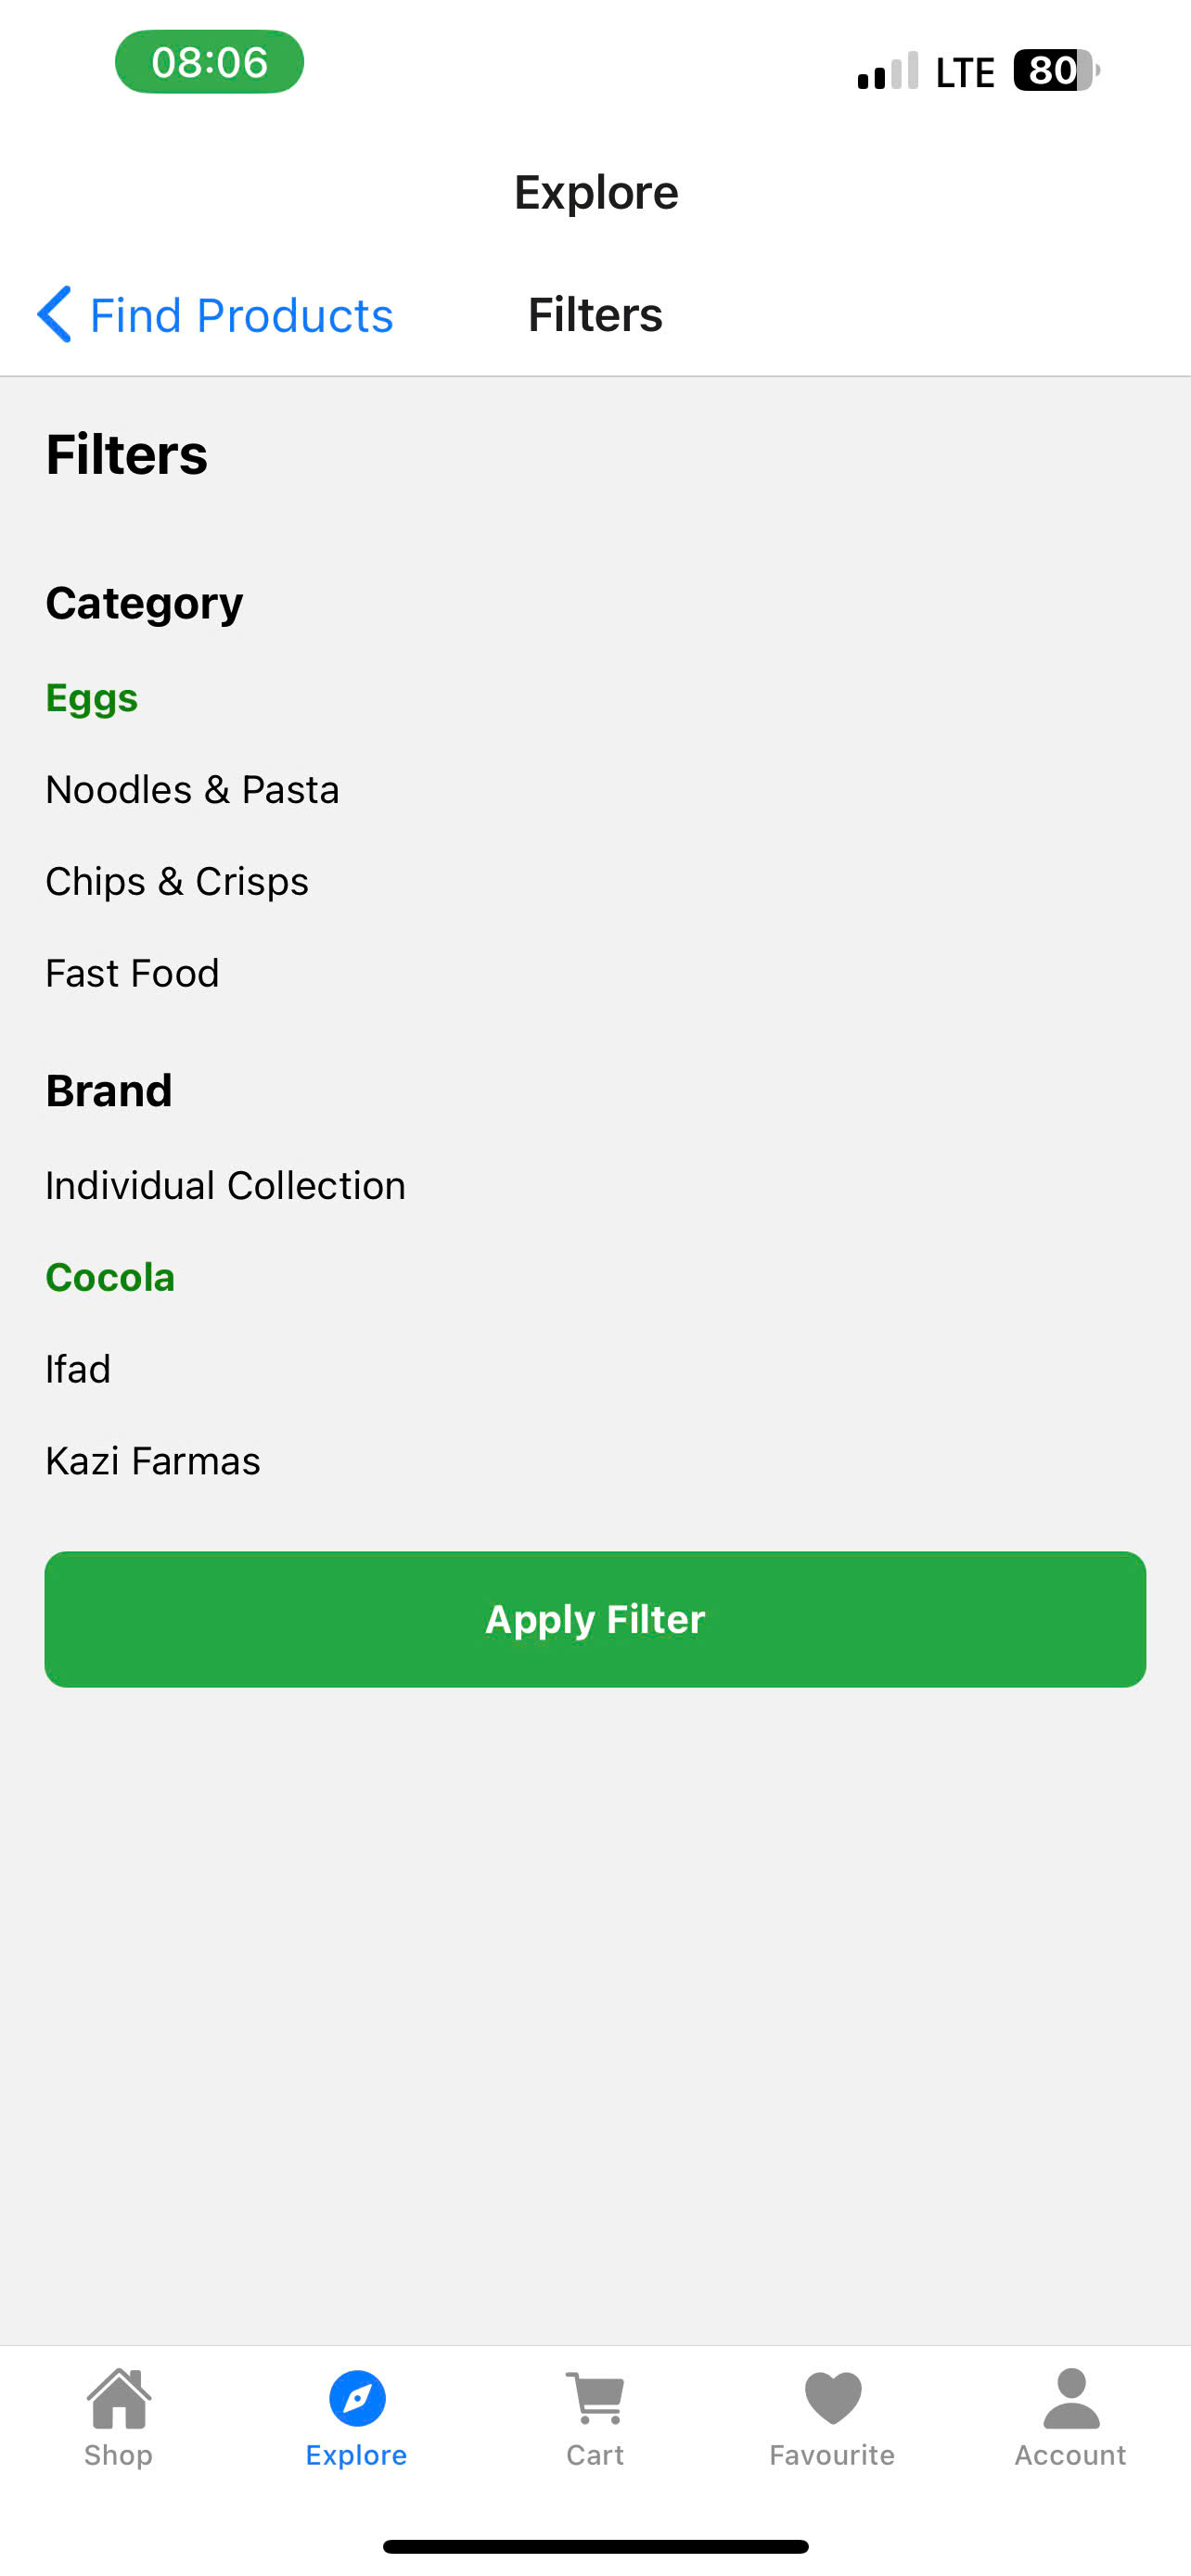 08:06 LTE 80
Explore
Find Products Filters
Filters
Category
Eggs
Noodles & Pasta
Chips & Crisps
Fast Food
Brand
Individual Collection
Cocola
Ifad
Kazi Farmas
Apply Filter
Shop Explore Cart Favourite Account